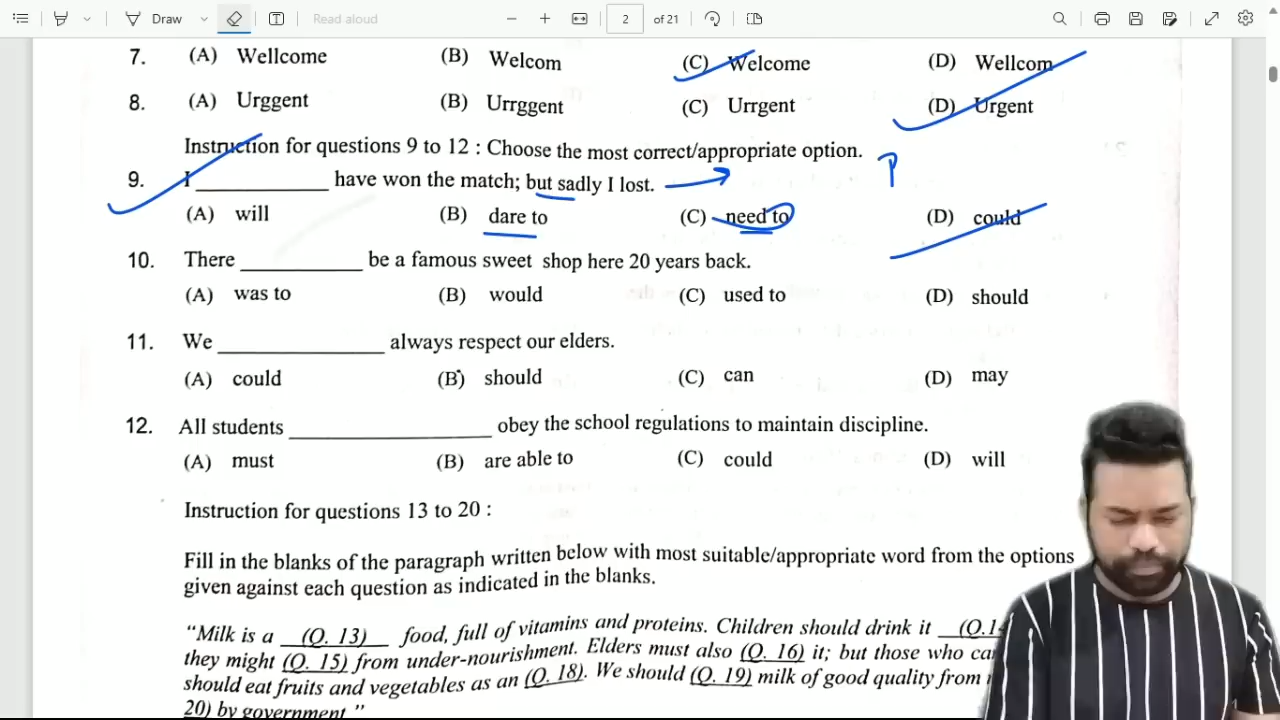 Draw
Read aloud
2 of 21
7. (A) Wellcome (B) Welcom (C) Welcome (D) Wellcom
8. (A) Urggent (B) Urrggent (C) Urrgent (D) Urgent
Instruction for questions 9 to 12 : Choose the most correct/appropriate option.
9. I ____________ have won the match; but sadly I lost.
(A) will (B) dare to (C) need to (D) could
10. There ____________ be a famous sweet shop here 20 years back.
(A) was to (B) would (C) used to (D) should
11. We ____________ always respect our elders.
(A) could (B) should (C) can (D) may
12. All students ____________ obey the school regulations to maintain discipline.
(A) must (B) are able to (C) could (D) will
Instruction for questions 13 to 20 :
Fill in the blanks of the paragraph written below with most suitable/appropriate word from the options
given against each question as indicated in the blanks.
"Milk is a (Q. 13) food, full of vitamins and proteins. Children should drink it (Q.14
they might (Q. 15) from under-nourishment. Elders must also (Q. 16) it; but those who
should eat fruits and vegetables as an (Q. 18). We should (Q. 19) milk of good quality from
20) by government."